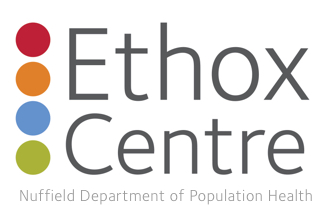 Ethox
Centre
Nuffield Department of Population Health